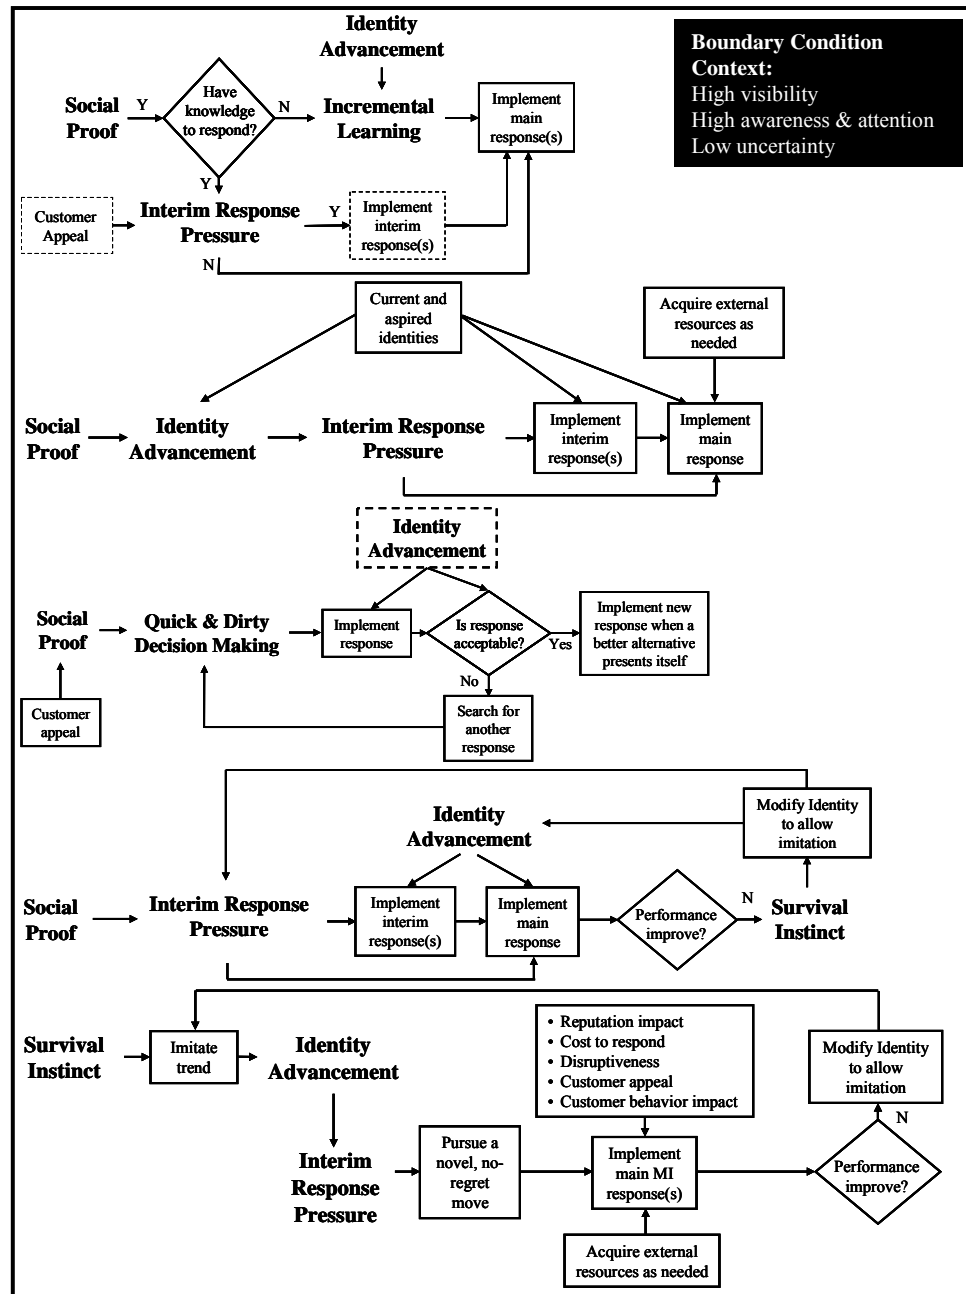 Identity
Advancement
Boundary Condition
Context:
High visibility
High awareness & attention
Low uncertainty
Social
Proof
Y
Have
knowledge
to respond?
N
Incremental
Learning
Implement
main
response(s)
Y
Customer
Appeal
Interim Response
Pressure
Y
Implement
interim
response(s)
N
Current and
aspired
identities
Acquire external
resources as
needed
Social
Proof
Identity
Advancement
Interim Response
Pressure
Implement
interim
response(s)
Implement
main
response
Identity
Advancement
Social
Proof
Quick & Dirty
Decision Making
Implement
response
Is response
acceptable?
Yes
Implement new
response when a
better alternative
presents itself
No
Customer
appeal
Search for
another
response
Identity
Advancement
Modify Identity
to allow
imitation
Social
Proof
Interim Response
Pressure
Implement
interim
response(s)
Implement
main
response
Performance
improve?
N
Survival
Instinct
Survival
Instinct
Imitate
trend
Identity
Advancement
• Reputation impact
• Cost to respond
• Disruptiveness
• Customer appeal
• Customer behavior impact
Modify Identity
to allow
imitation
N
Interim
Response
Pressure
Pursue a
novel, no-
regret
move
Implement
main MI
response(s)
Performance
improve?
Acquire external
resources as needed